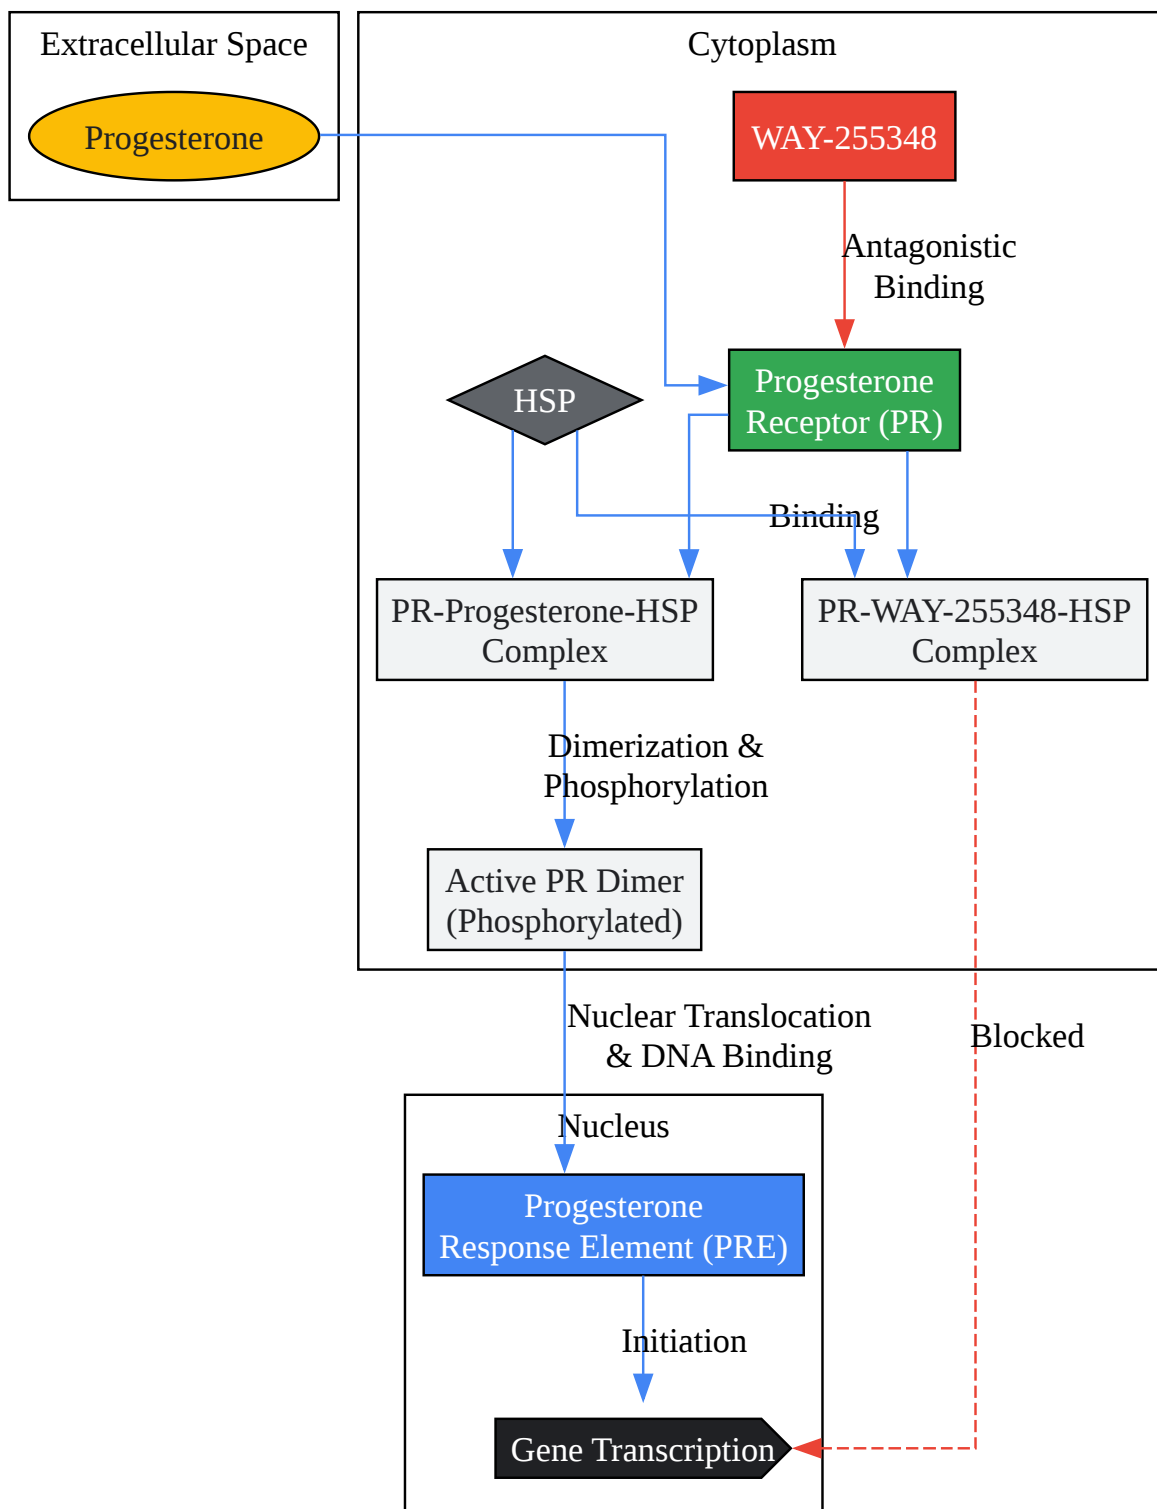 Extracellular Space
Cytoplasm
Progesterone
WAY-255348
Antagonistic
Binding
HSP
Progesterone
Receptor (PR)
Binding
PR-Progesterone-HSP
Complex
PR-WAY-255348-HSP
Complex
Dimerization &
Phosphorylation
Active PR Dimer
(Phosphorylated)
Nuclear Translocation
& DNA Binding
Blocked
Nucleus
Progesterone
Response Element (PRE)
Initiation
Gene Transcription